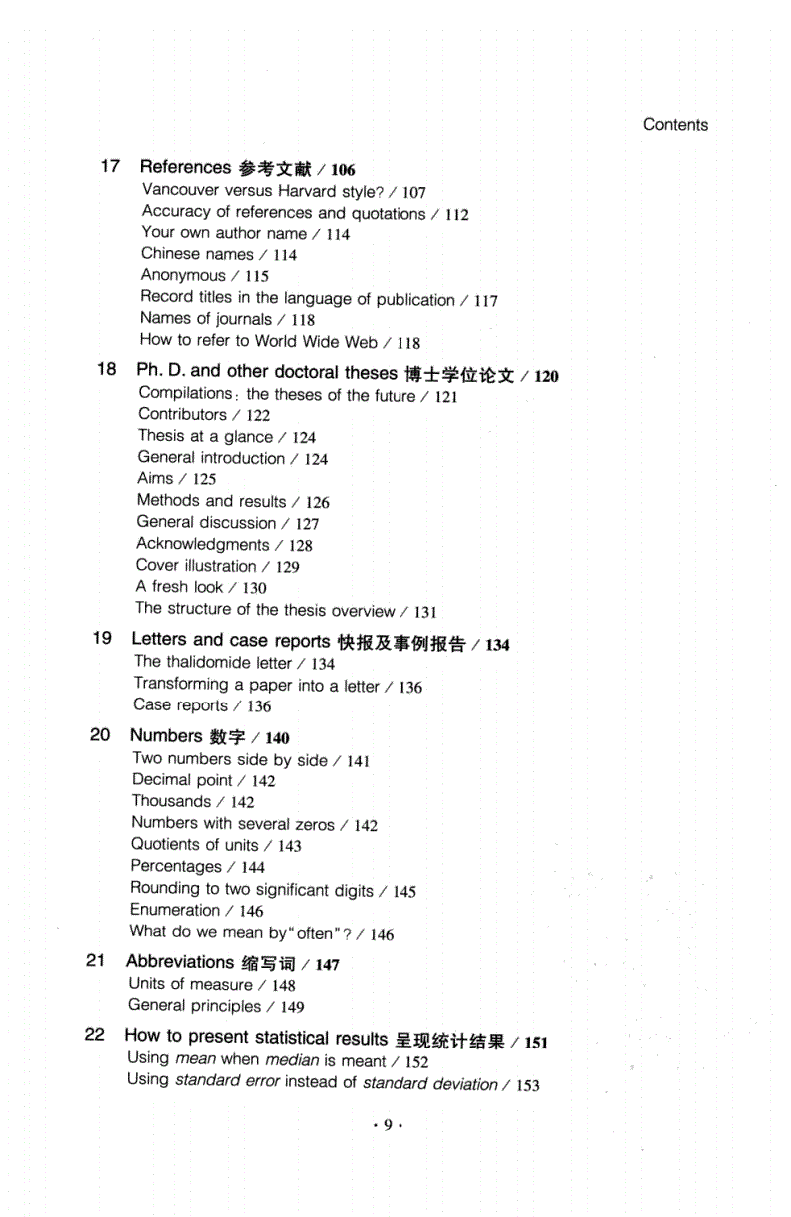 Contents
17 References 参考文献 / 106
Vancouver versus Harvard style? / 107
Accuracy of references and quotations / 112
Your own author name / 114
Chinese names / 114
Anonymous / 115
Record titles in the language of publication / 117
Names of journals / 118
How to refer to World Wide Web / 118
18 Ph. D. and other doctoral theses 博士学位论文 / 120
Compilations: the theses of the future / 121
Contributors / 122
Thesis at a glance / 124
General introduction / 124
Aims / 125
Methods and results / 126
General discussion / 127
Acknowledgments / 128
Cover illustration / 129
A fresh look / 130
The structure of the thesis overview / 131
19 Letters and case reports 快报及事例报告 / 134
The thalidomide letter / 134
Transforming a paper into a letter / 136
Case reports / 136
20 Numbers 数字 / 140
Two numbers side by side / 141
Decimal point / 142
Thousands / 142
Numbers with several zeros / 142
Quotients of units / 143
Percentages / 144
Rounding to two significant digits / 145
Enumeration / 146
What do we mean by "often"? / 146
21 Abbreviations 缩写词 / 147
Units of measure / 148
General principles / 149
22 How to present statistical results 呈现统计结果 / 151
Using mean when median is meant / 152
Using standard error instead of standard deviation / 153
· 9 ·